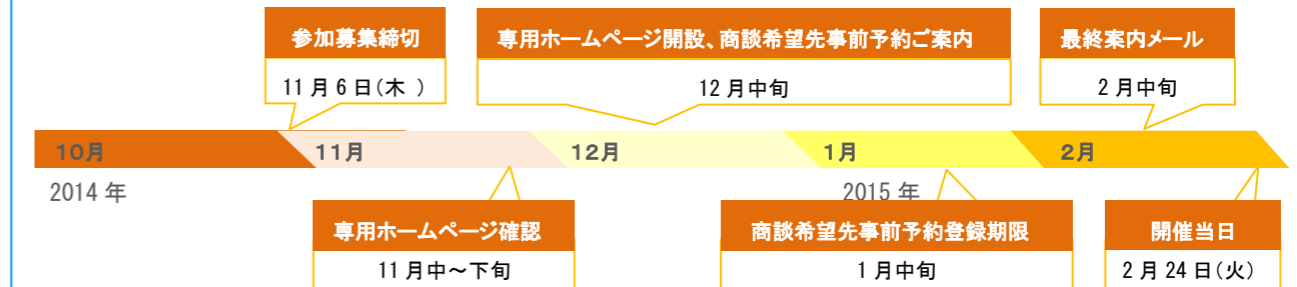 参加募集締切
11月6日(木 )
専用ホームページ開設、商談希望先事前予約ご案内
12月中旬
最終案内メール
2月中旬
10月
11月
12月
1月
2月
2014年
2015年
専用ホームページ確認
11月中～下旬
商談希望先事前予約登録期限
1月中旬
開催当日
2月24日(火)